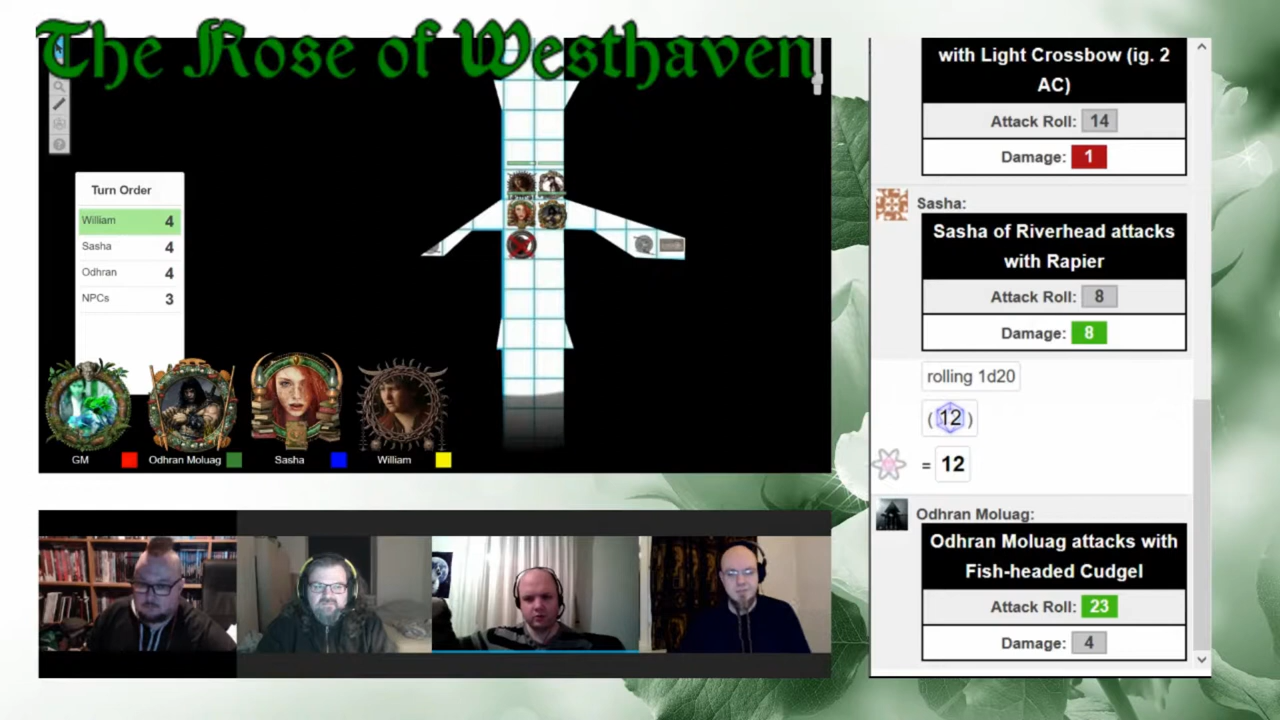 The Rose of Westhaven
Turn Order
William 4
Sasha 4
Odhran 4
NPCs 3
GM
Odhran Moluag
Sasha
William
with Light Crossbow (ig. 2
AC)
Attack Roll: 14
Damage: 1
Sasha:
Sasha of Riverhead attacks
with Rapier
Attack Roll: 8
Damage: 8
rolling 1d20
(12)
= 12
Odhran Moluag:
Odhran Moluag attacks with
Fish-headed Cudgel
Attack Roll: 23
Damage: 4